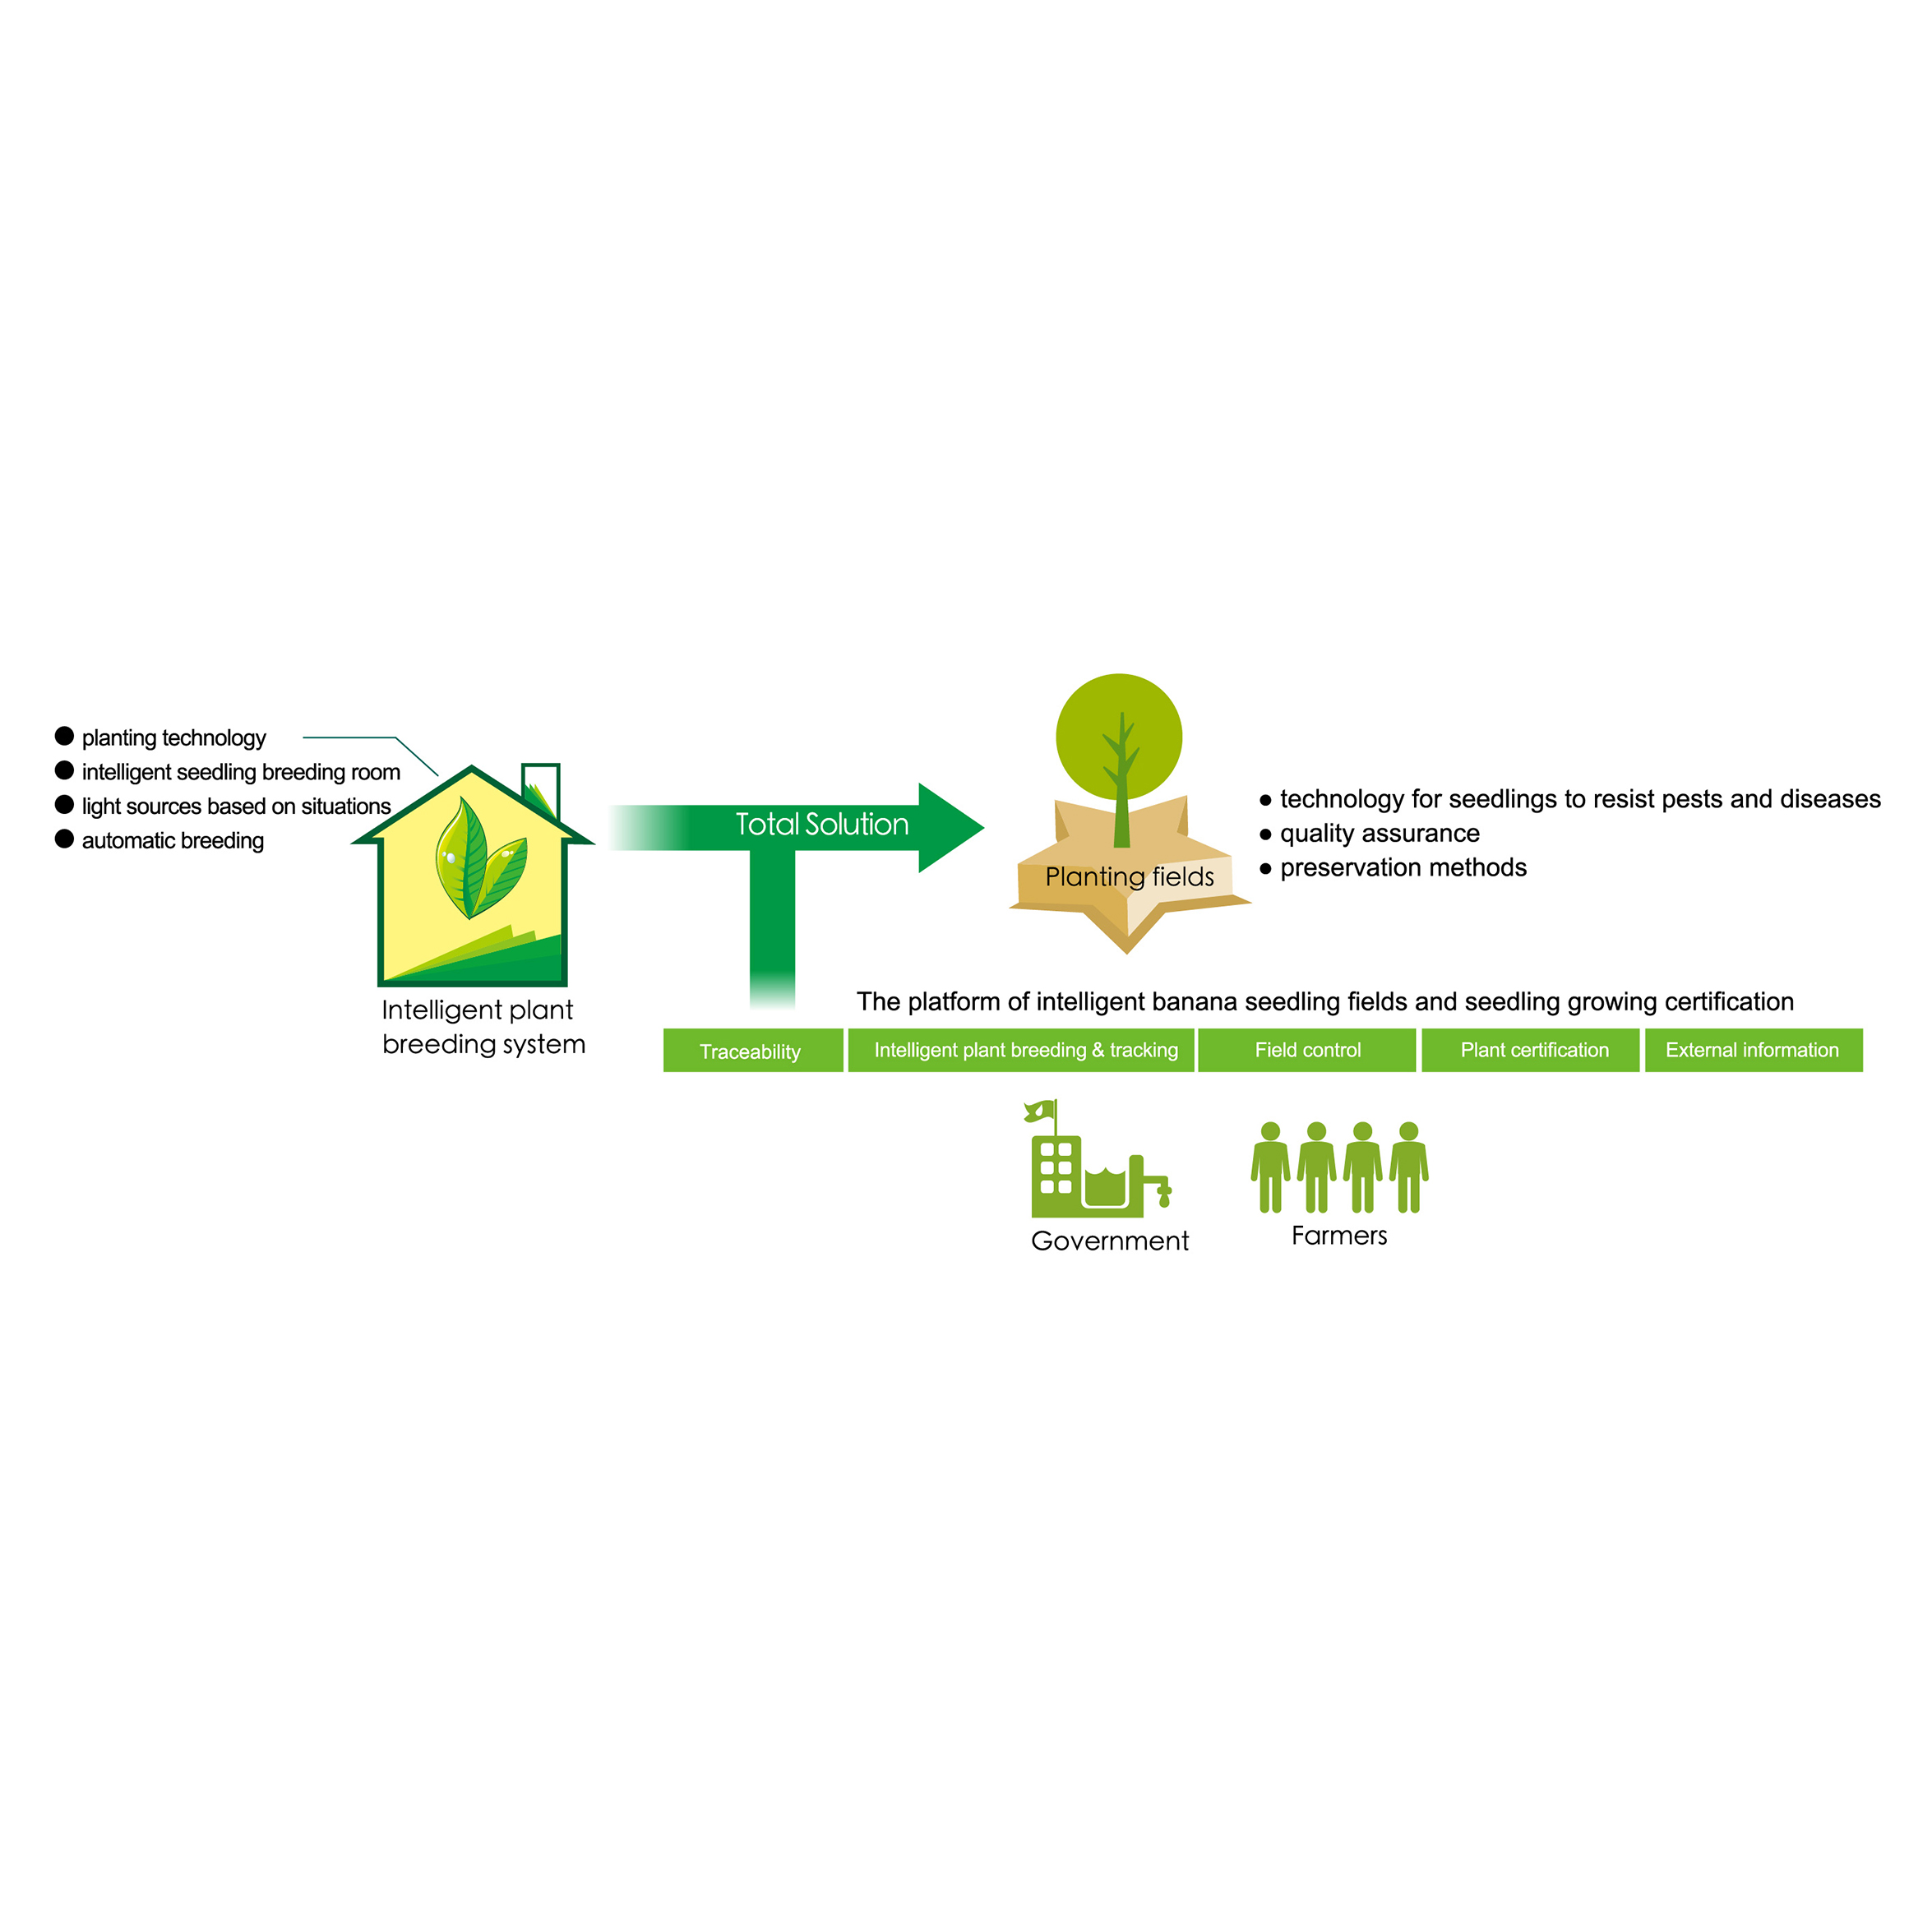 planting technology
intelligent seedling breeding room
light sources based on situations
automatic breeding
Intelligent plant
breeding system
Total Solution
Planting fields
technology for seedlings to resist pests and diseases
quality assurance
preservation methods
The platform of intelligent banana seedling fields and seedling growing certification
Traceability
Intelligent plant breeding & tracking
Field control
Plant certification
External information
Government
Farmers